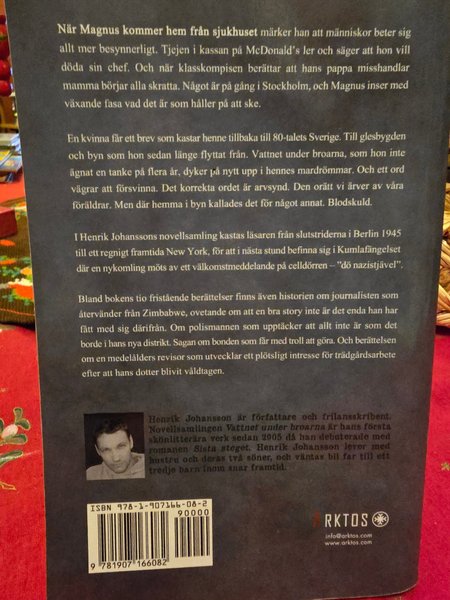 När Magnus kommer hem från sjukhuset märker han att människor beter sig
allt mer besynnerligt. Tjejen i kassan på McDonald's ler och säger att hon vill
döda sin chef. Och när klasskompisen berättar att hans pappa misshandlar
mamma börjar alla skratta. Något är på gång i Stockholm, och Magnus inser med
växande fasa vad det är som håller på att ske.
En kvinna får ett brev som kastar henne tillbaka till 80-talets Sverige. Till glesbygden
och byn som hon sedan länge flyttat från. Vattnet under broarna, som hon inte
ägnat en tanke på flera år, dyker på nytt upp i hennes mardrömmar. Och ett ord
vägrar att försvinna. Det korrekta ordet är arvsynd. Den orätt vi ärver av våra
föräldrar. Men där hemma i byn kallades det för något annat. Blodskuld.
I Henrik Johanssons novellsamling kastas läsaren från slutstriderna i Berlin 1945
till ett regnigt framtida New York, för att i nästa stund befinna sig i Kumlafängelset
där en nykomling möts av ett välkomstmeddelande på celldörren – "dö nazistjävel".
Bland bokens tio fristående berättelser finns även historien om journalisten som
återvänder från Zimbabwe, ovetande om att en bra story inte är det enda han har
fått med sig därifrån. Om polismannen som upptäcker att allt inte är som det
borde i hans nya distrikt. Sagan om bonden som får med troll att göra. Och berättelsen
om en medelålders revisor som utvecklar ett plötsligt intresse för trädgårdsarbete
efter att hans dotter blivit våldtagen.
Henrik Johansson är författare och frilansskribent.
Novellsamlingen Vattnet under broarna är hans första
skönlitterära verk sedan 2005 då han debuterade med
romanen Sista steget. Henrik Johansson lever med
hustru och deras två söner, och väntas bli far till ett
tredje barn inom snar framtid.
ISBN 978-1-907166-08-2
90000
9 781907 166082
ARKTOS
info@arktos.com
www.arktos.com